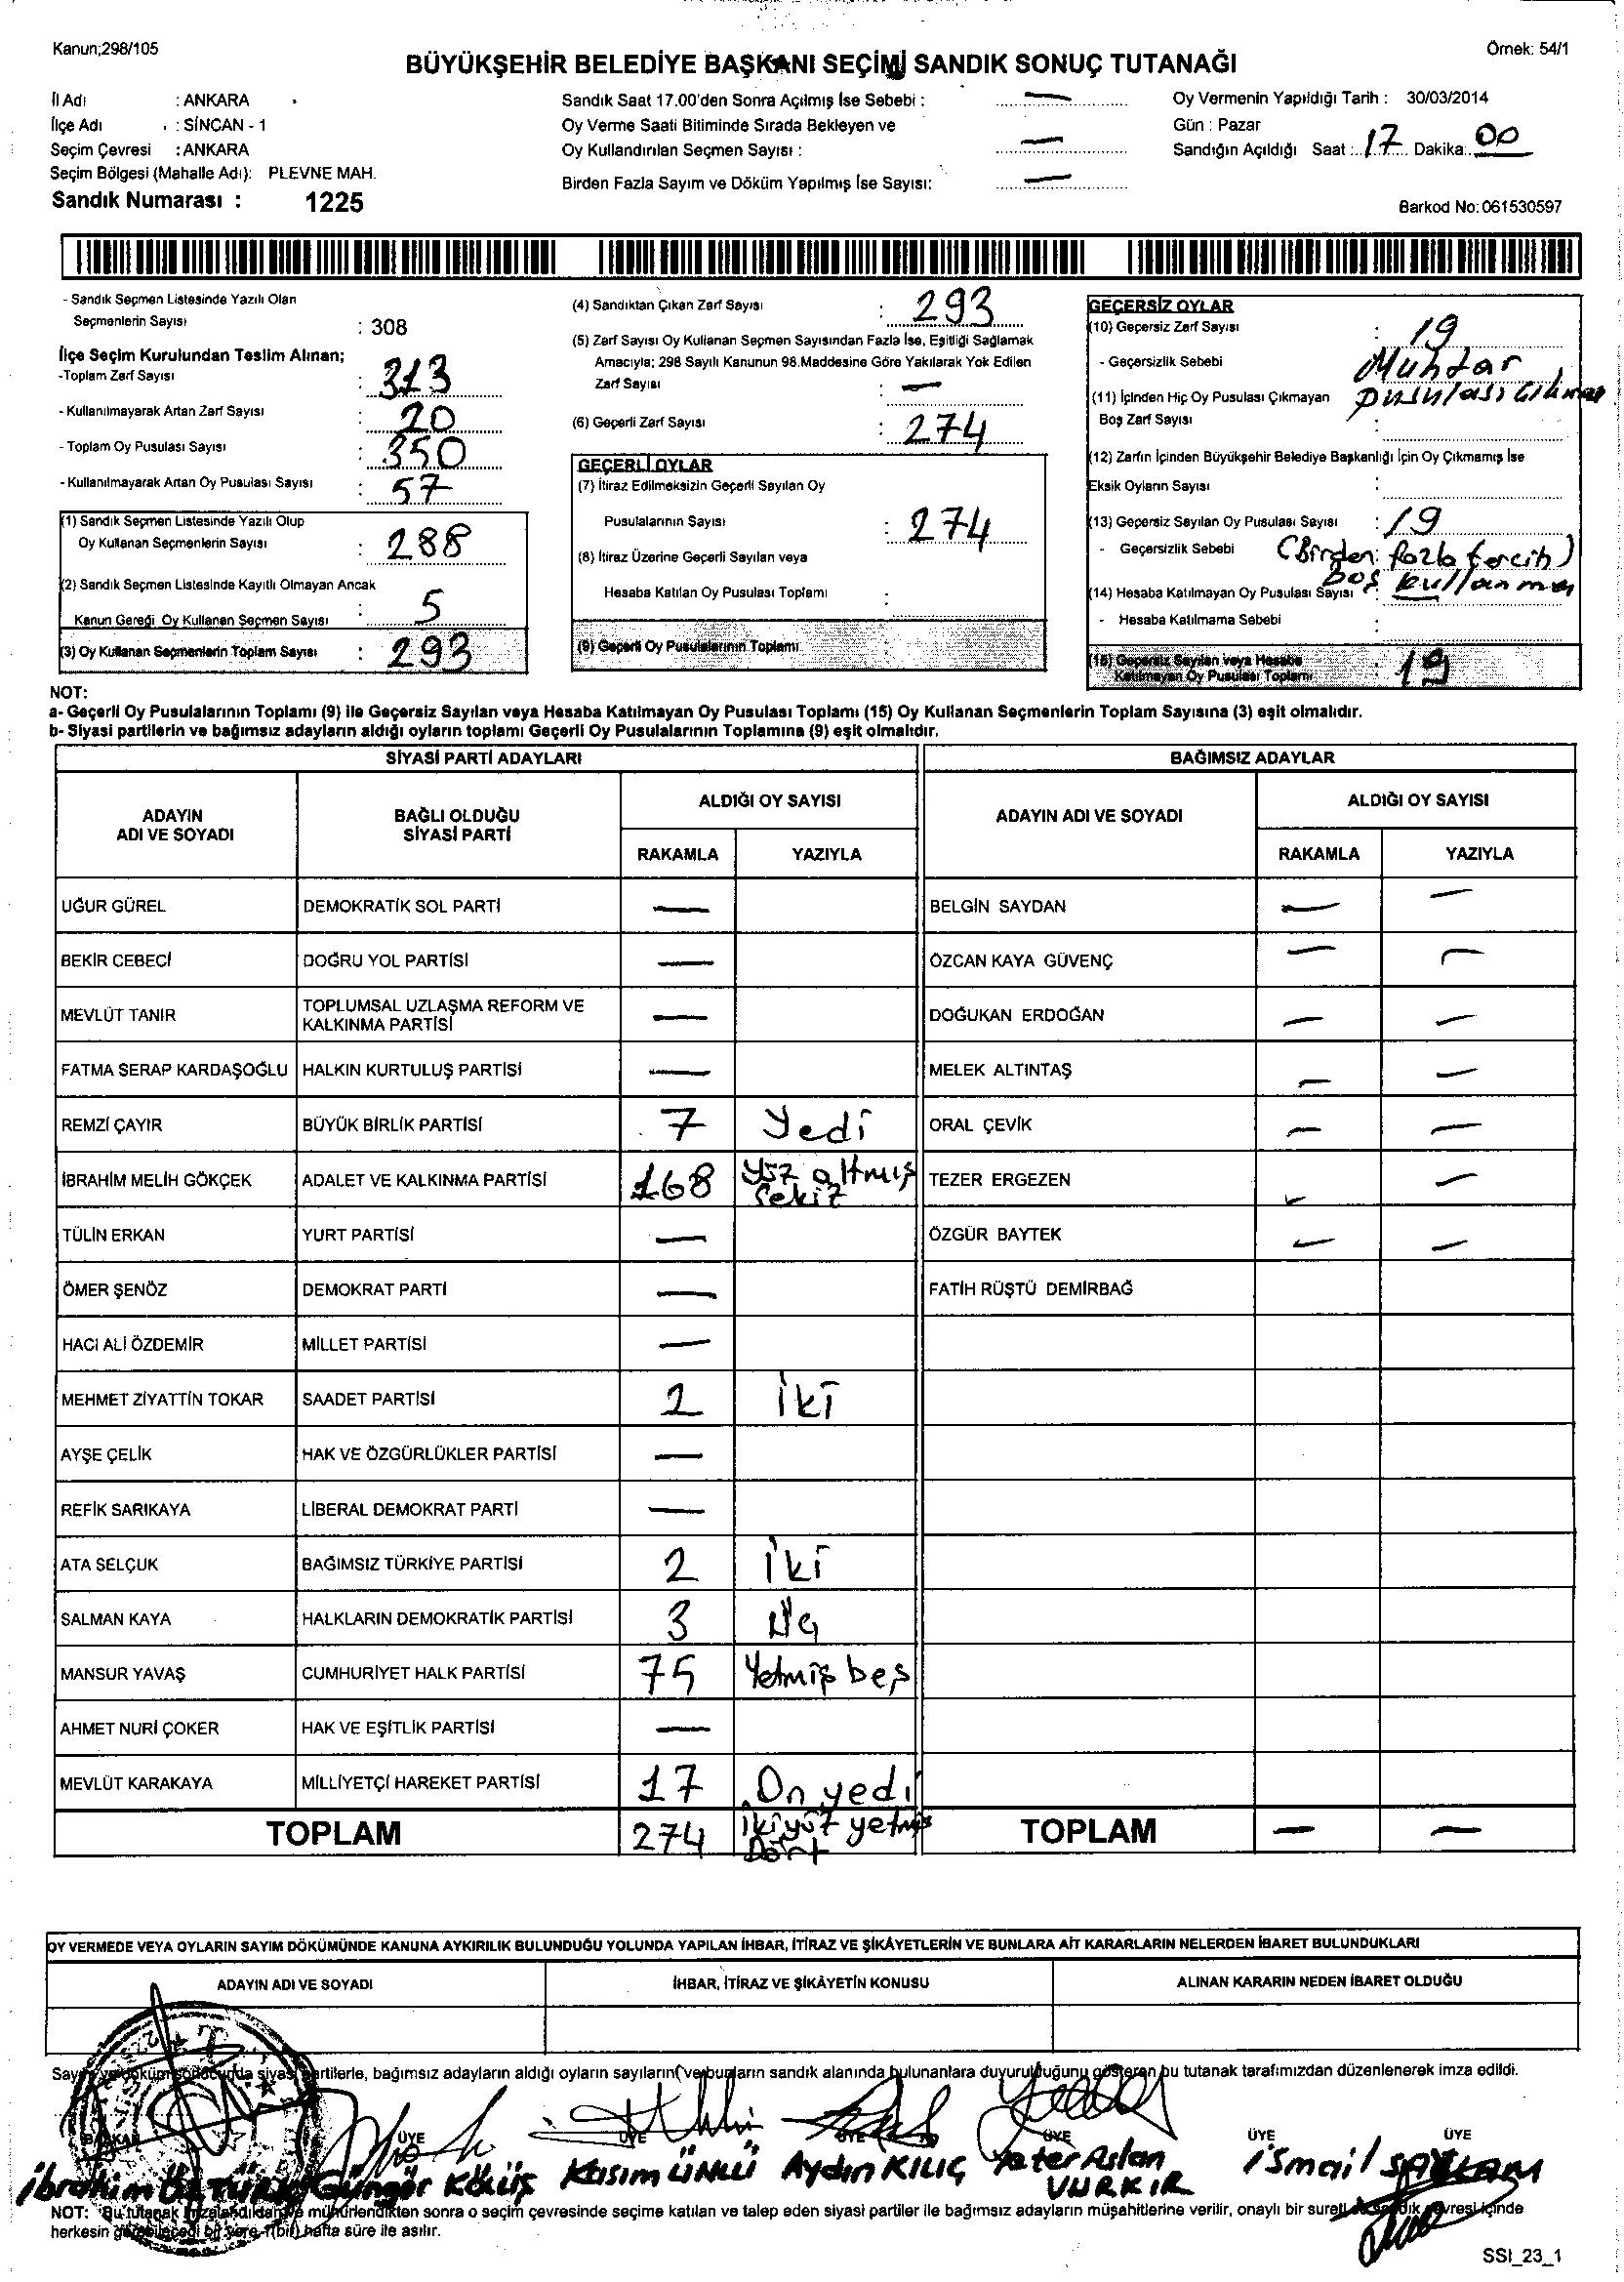 Kanun;298/105
Örnek: 54/1
BÜYÜKŞEHİR BELEDİYE BAŞKANI SEÇİMİ SANDIK SONUÇ TUTANAĞI
İl Adı : ANKARA
İlçe Adı : SİNCAN - 1
Seçim Çevresi : ANKARA
Seçim Bölgesi (Mahalle Adı): PLEVNE MAH.
Sandık Numarası : 1225
Sandık Saat 17.00'den Sonra Açılmış İse Sebebi : —
Oy Verme Saati Bitiminde Sırada Bekleyen ve
Oy Kullandırılan Seçmen Sayısı : —
Birden Fazla Sayım ve Döküm Yapılmış İse Sayısı: —
Oy Vermenin Yapıldığı Tarih : 30/03/2014
Gün : Pazar
Sandığın Açıldığı Saat : 17 Dakika: 00
Barkod No: 061530597
- Sandık Seçmen Listesinde Yazılı Olan
Seçmenlerin Sayısı : 308
İlçe Seçim Kurulundan Teslim Alınan;
-Toplam Zarf Sayısı : 313
- Kullanılmayarak Artan Zarf Sayısı : 20
- Toplam Oy Pusulası Sayısı : 350
- Kullanılmayarak Artan Oy Pusulası Sayısı : 57
(1) Sandık Seçmen Listesinde Yazılı Olup
Oy Kullanan Seçmenlerin Sayısı : 288
(2) Sandık Seçmen Listesinde Kayıtlı Olmayan Ancak
Kanun Gereği Oy Kullanan Seçmen Sayısı : 5
(3) Oy Kullanan Seçmenlerin Toplam Sayısı : 293
(4) Sandıktan Çıkan Zarf Sayısı : 293
(5) Zarf Sayısı Oy Kullanan Seçmen Sayısından Fazla İse, Eşitliği Sağlamak
Amacıyla; 298 Sayılı Kanunun 98.Maddesine Göre Yakılarak Yok Edilen
Zarf Sayısı : —
(6) Geçerli Zarf Sayısı : 274
GEÇERLİ OYLAR
(7) İtiraz Edilmeksizin Geçerli Sayılan Oy
Pusulalarının Sayısı : 274
(8) İtiraz Üzerine Geçerli Sayılan veya
Hesaba Katılan Oy Pusulası Toplamı :
(9) Geçerli Oy Pusulalarının Toplamı :
GEÇERSİZ OYLAR
(10) Geçersiz Zarf Sayısı : 19
- Geçersizlik Sebebi Muhtar
pusulası çıkması
(11) İçinden Hiç Oy Pusulası Çıkmayan
Boş Zarf Sayısı :
(12) Zarfın İçinden Büyükşehir Belediye Başkanlığı İçin Oy Çıkmamış İse
Eksik Oyların Sayısı :
(13) Geçersiz Sayılan Oy Pusulası Sayısı : 19
- Geçersizlik Sebebi (Birden fazla tercih)
boş kullanma
(14) Hesaba Katılmayan Oy Pusulası Sayısı :
- Hesaba Katılmama Sebebi :
(15) Geçersiz Sayılan veya Hesaba
Katılmayan Oy Pusulası Toplamı : 19
NOT:
a- Geçerli Oy Pusulalarının Toplamı (9) ile Geçersiz Sayılan veya Hesaba Katılmayan Oy Pusulası Toplamı (15) Oy Kullanan Seçmenlerin Toplam Sayısına (3) eşit olmalıdır.
b- Siyasi partilerin ve bağımsız adayların aldığı oyların toplamı Geçerli Oy Pusulalarının Toplamına (9) eşit olmalıdır.
SİYASİ PARTİ ADAYLARI
ADAYIN ADI VE SOYADI BAĞLI OLDUĞU SİYASİ PARTİ ALDIĞI OY SAYISI
RAKAMLA YAZIYLA
UĞUR GÜREL DEMOKRATİK SOL PARTİ —
BEKİR CEBECİ DOĞRU YOL PARTİSİ —
MEVLÜT TANIR TOPLUMSAL UZLAŞMA REFORM VE KALKINMA PARTİSİ —
FATMA SERAP KARDAŞOĞLU HALKIN KURTULUŞ PARTİSİ —
REMZİ ÇAYIR BÜYÜK BİRLİK PARTİSİ 7 Yedi
İBRAHİM MELİH GÖKÇEK ADALET VE KALKINMA PARTİSİ 168 Yüz altmış sekiz
TÜLİN ERKAN YURT PARTİSİ —
ÖMER ŞENÖZ DEMOKRAT PARTİ —
HACI ALİ ÖZDEMİR MİLLET PARTİSİ —
MEHMET ZİYATTİN TOKAR SAADET PARTİSİ 2 İki
AYŞE ÇELİK HAK VE ÖZGÜRLÜKLER PARTİSİ —
REFİK SARIKAYA LİBERAL DEMOKRAT PARTİ —
ATA SELÇUK BAĞIMSIZ TÜRKİYE PARTİSİ 2 İki
SALMAN KAYA HALKLARIN DEMOKRATİK PARTİSİ 3 Üç
MANSUR YAVAŞ CUMHURİYET HALK PARTİSİ 75 Yetmiş beş
AHMET NURİ ÇOKER HAK VE EŞİTLİK PARTİSİ —
MEVLÜT KARAKAYA MİLLİYETÇİ HAREKET PARTİSİ 17 On yedi
TOPLAM 274 ikiyüz yetmiş Dört
BAĞIMSIZ ADAYLAR
ADAYIN ADI VE SOYADI ALDIĞI OY SAYISI
RAKAMLA YAZIYLA
BELGİN SAYDAN — —
ÖZCAN KAYA GÜVENÇ — —
DOĞUKAN ERDOĞAN — —
MELEK ALTINTAŞ — —
ORAL ÇEVİK — —
TEZER ERGEZEN — —
ÖZGÜR BAYTEK — —
FATİH RÜŞTÜ DEMİRBAĞ
TOPLAM — —
OY VERMEDE VEYA OYLARIN SAYIM DÖKÜMÜNDE KANUNA AYKIRILIK BULUNDUĞU YOLUNDA YAPILAN İHBAR, İTİRAZ VE ŞİKÂYETLERİN VE BUNLARA AİT KARARLARIN NELERDEN İBARET BULUNDUKLARI
ADAYIN ADI VE SOYADI İHBAR, İTİRAZ VE ŞİKÂYETİN KONUSU ALINAN KARARIN NEDEN İBARET OLDUĞU
Sayım ve döküm sonucunda siyasi partilerle, bağımsız adayların aldığı oyların sayılarını ve bunların sandık alanında bulunanlara duyurulduğunu gösteren bu tutanak tarafımızdan düzenlenerek imza edildi.
BAŞKAN ÜYE ÜYE ÜYE ÜYE ÜYE ÜYE
İbrahim Güngör KÖLÜŞ Kasım ÜNLÜ Aydın KILIÇ Yeter Aslan VURKIR İsmail SAĞLAM
NOT: Bu tutanak imzalandıktan ve mühürlendikten sonra o seçim çevresinde seçime katılan ve talep eden siyasi partiler ile bağımsız adayların müşahitlerine verilir, onaylı bir sureti de sandık çevresi içinde
herkesin görebileceği bir yere 1(bir) hafta süre ile asılır.
SSI_23_1